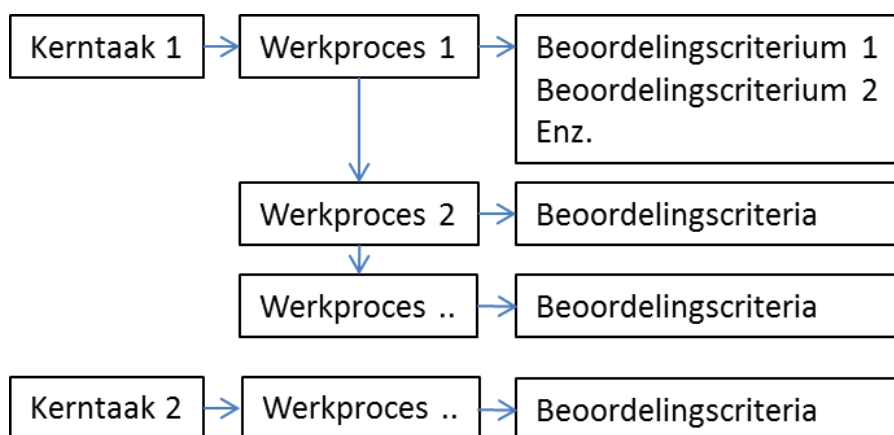 Kerntaak 1
Werkproces 1
Beoordelingscriterium 1
Beoordelingscriterium 2
Enz.
Werkproces 2
Beoordelingscriteria
Werkproces ..
Beoordelingscriteria
Kerntaak 2
Werkproces ..
Beoordelingscriteria